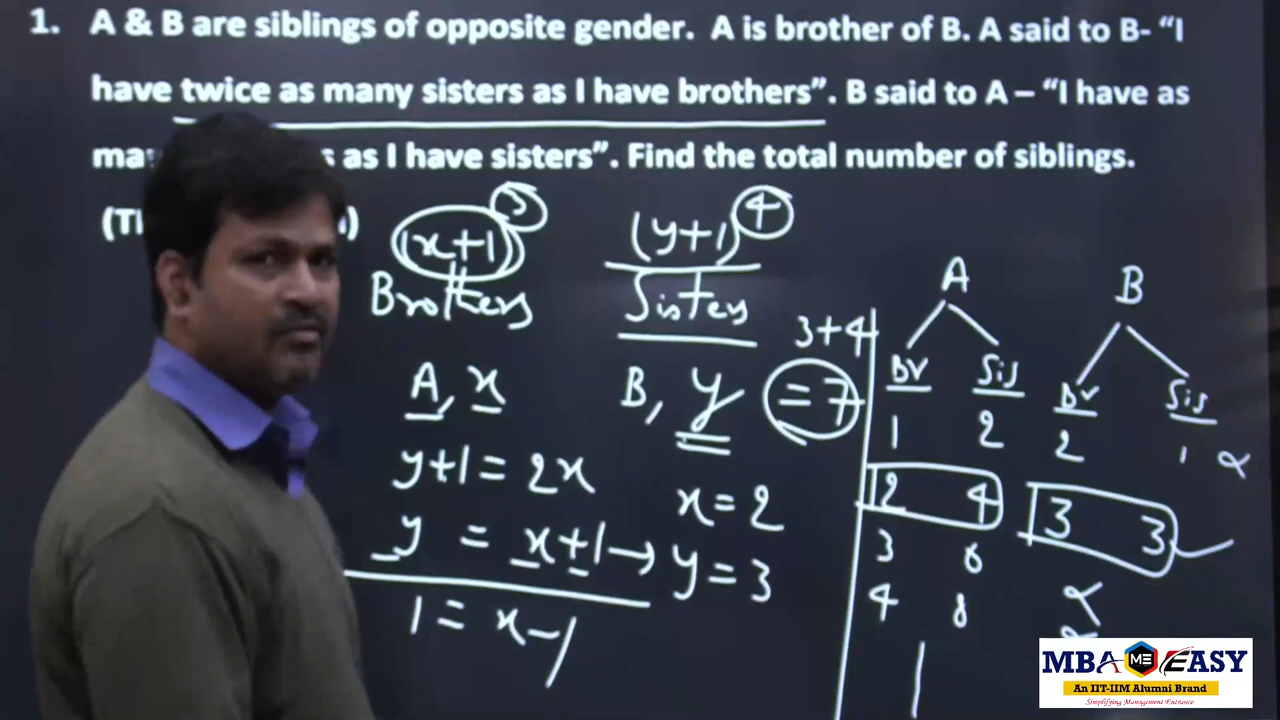 1. A & B are siblings of opposite gender. A is brother of B. A said to B- “I
have twice as many sisters as I have brothers”. B said to A – “I have as
as I have sisters”. Find the total number of siblings.
(x+1) 3 (y+1) 4
Brothers Sisters
A, x B, y
3+4
= 7
y+1 = 2x
y = x+1 → y = 3
x = 2
1 = x-1
A B
Br Sis Br Sis
1 2 2 1
2 4 3 3
3 6
4 8
MBA ME EASY
An IIT-IIM Alumni Brand
Simplifying Management Entrance